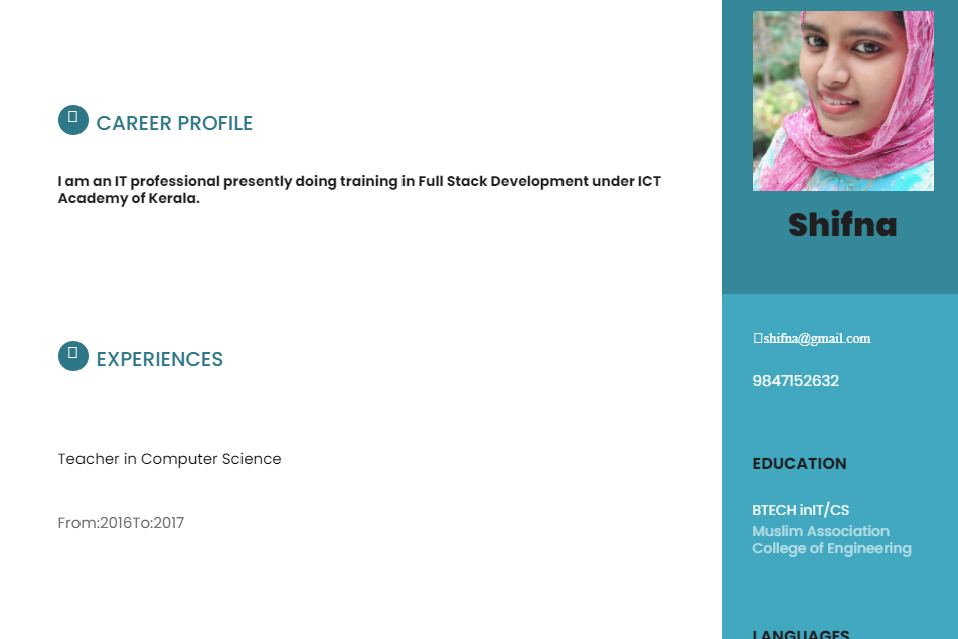 CAREER PROFILE
I am an IT professional presently doing training in Full Stack Development under ICT
Academy of Kerala.
EXPERIENCES
Teacher in Computer Science
From:2016To:2017
Shifna
shifna@gmail.com
9847152632
EDUCATION
BTECH inIT/CS
Muslim Association
College of Engineering
LANGUAGES